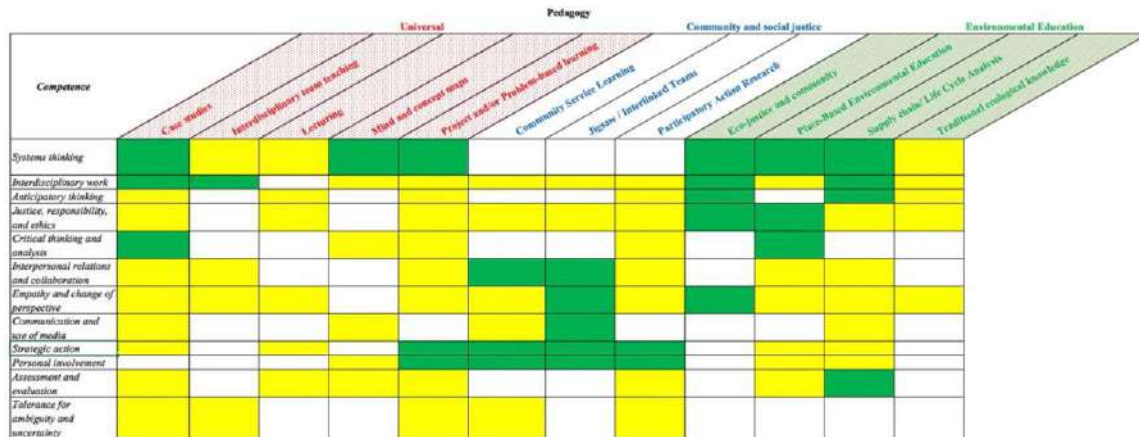 Pedagogy
Universal
Community and social justice
Environmental Education
Competence
Case studies
Interdisciplinary team teaching
Lecturing
Mind and concept maps
Project and/or Problem-based learning
Community Service Learning
Jigsaw / Interlinked Teams
Participatory Action Research
Eco-justice and community
Place-Based Environmental Education
Supply chain/ Life Cycle Analysis
Traditional ecological knowledge
Systems thinking
Interdisciplinary work
Anticipatory thinking
Justice, responsibility,
and ethics
Critical thinking and
analysis
Interpersonal relations
and collaboration
Empathy and change of
perspective
Communication and
use of media
Strategic action
Personal involvement
Assessment and
evaluation
Tolerance for
ambiguity and
uncertainty